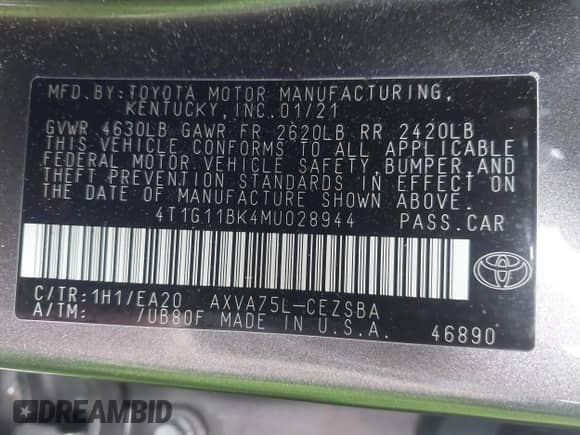 MFD.BY:TOYOTA MOTOR MANUFACTURING,
KENTUCKY,INC.01/21
GVWR 4630LB GAWR FR 2620LB RR 2420LB
THIS VEHICLE CONFORMS TO ALL APPLICABLE
FEDERAL MOTOR VEHICLE SAFETY,BUMPER,AND
THEFT PREVENTION STANDARDS IN EFFECT ON
THE DATE OF MANUFACTURE SHOWN ABOVE.
4T1G11BK4MU028944 PASS.CAR
C/TR:1H1/EA20 AXVA75L-CEZSBA
A/TM: /UB80F MADE IN U.S.A. 46890
DREAMBID